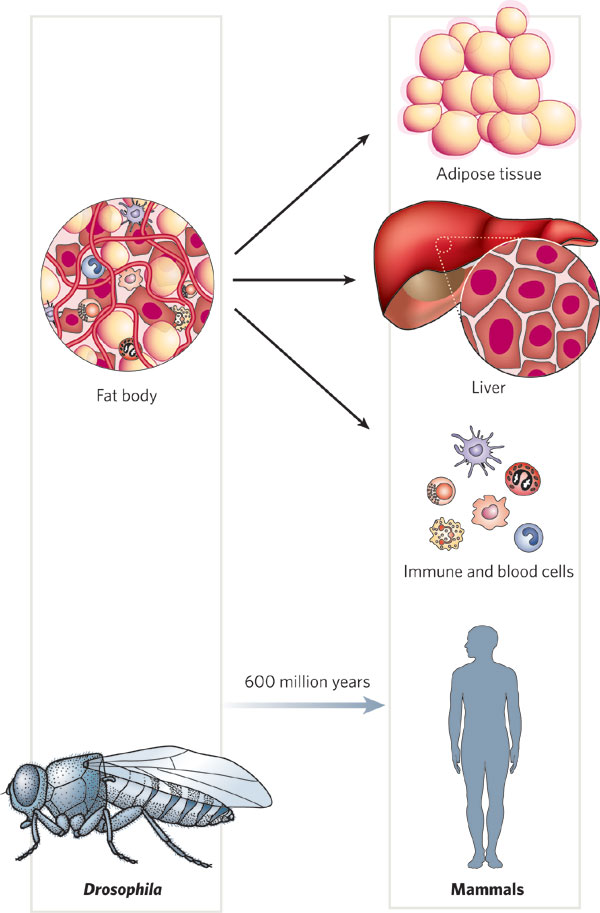 Adipose tissue
Fat body
Liver
Immune and blood cells
600 million years
Drosophila
Mammals